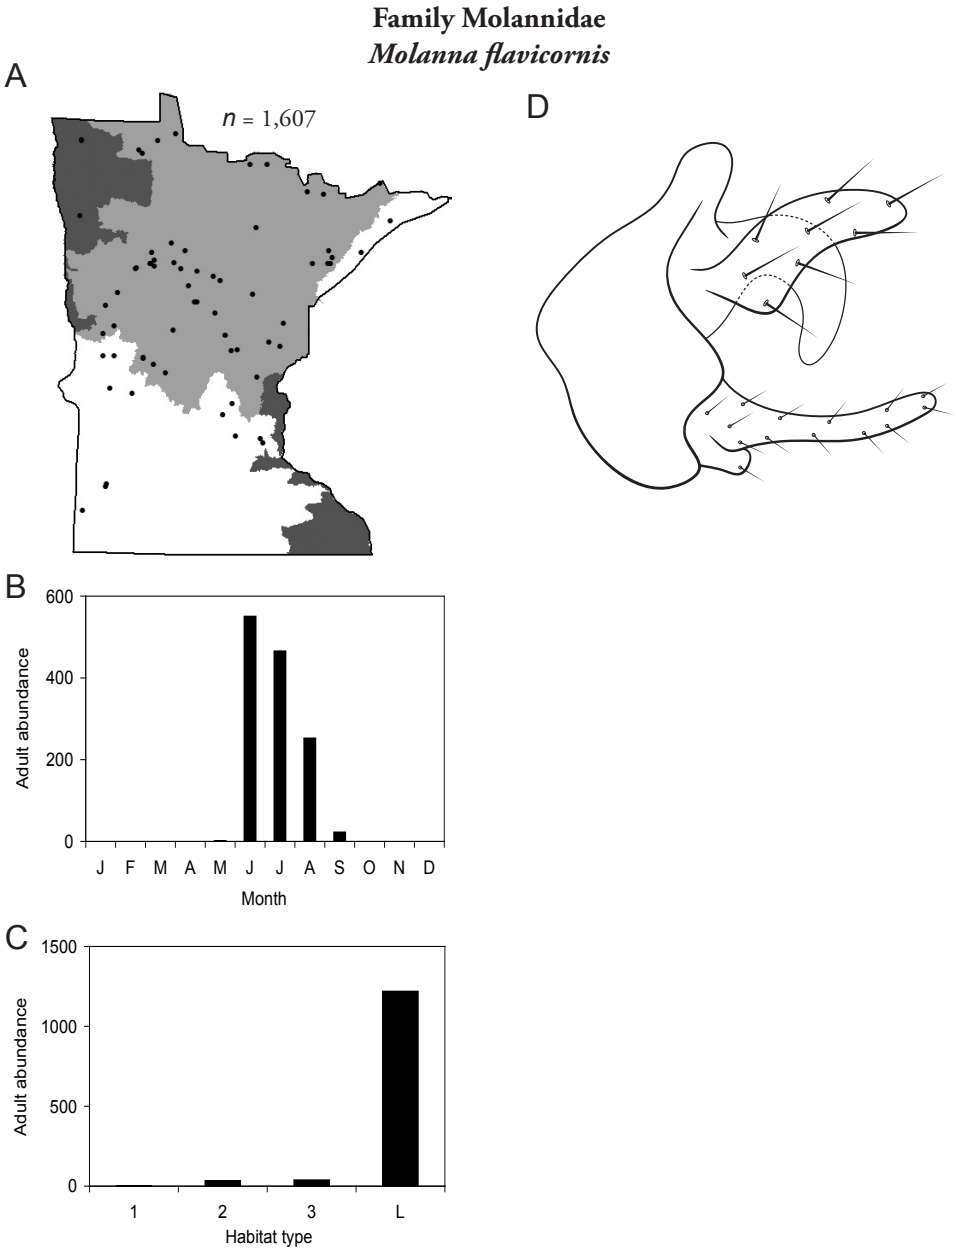 Family Molannidae
Molanna flavicornis
A
n = 1,607
D
B
600
400
200
0
Adult abundance
J F M A M J J A S O N D
Month
C
1500
1000
500
0
Adult abundance
1 2 3 L
Habitat type